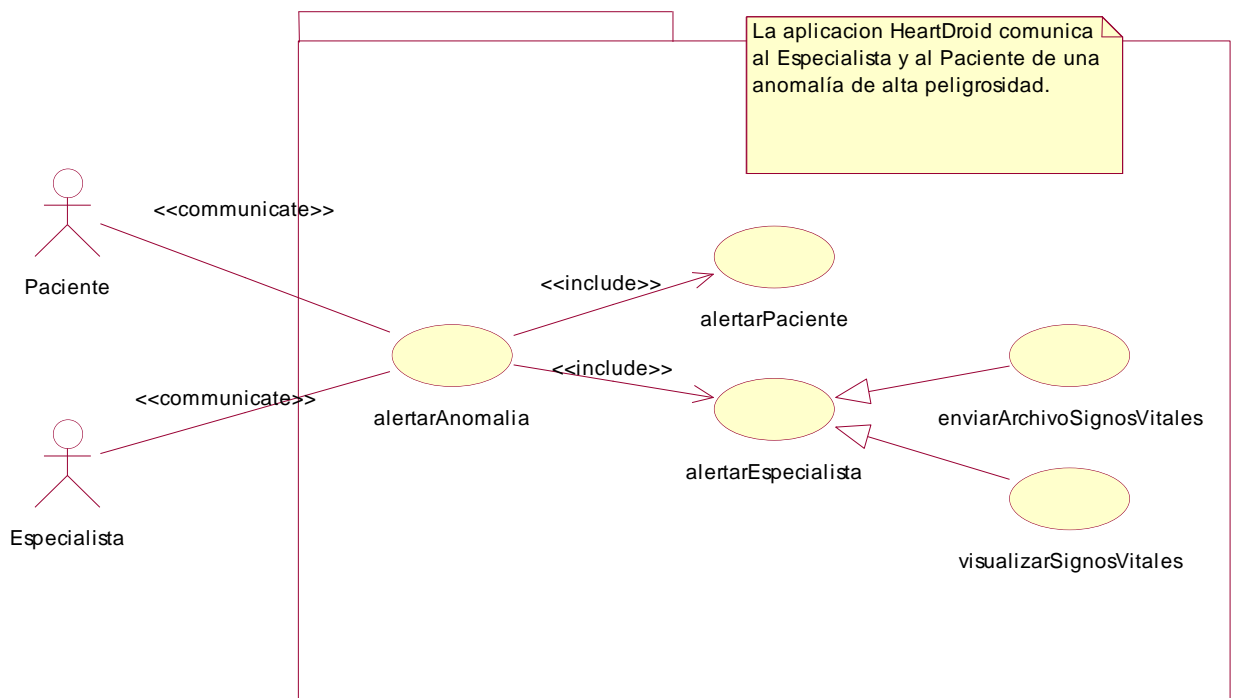 La aplicacion HeartDroid comunica
al Especialista y al Paciente de una
anomalía de alta peligrosidad.
<<communicate>>
Paciente
<<include>>
alertarPaciente
<<include>>
<<communicate>>
alertarAnomalia
enviarArchivoSignosVitales
alertarEspecialista
Especialista
visualizarSignosVitales